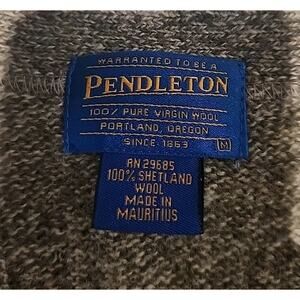 WARRANTED TO BE A
PENDLETON
100% PURE VIRGIN WOOL
PORTLAND, OREGON
SINCE 1863 M
RN 29685
100% SHETLAND
WOOL
MADE IN
MAURITIUS